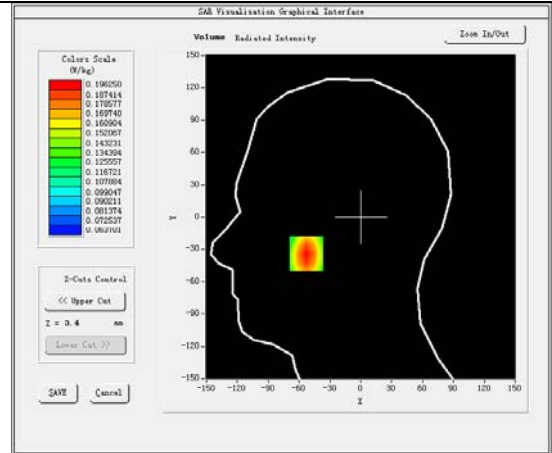 SAR Visualisation Graphical Interface
Volume Radiated Intensity
Zoom In/Out
Colors Scale
(W/kg)
0.196250
0.187414
0.178577
0.169740
0.160904
0.152067
0.143231
0.134394
0.125557
0.116721
0.107884
0.099047
0.090211
0.081374
0.072537
0.063701
Z-Cuts Control
<< Upper Cut
Z = 3.4 mm
Lower Cut >>
SAVE Cancel
150
120
90
60
30
0
-30
-60
-90
-120
-150
Y
-150 -120 -90 -60 -30 0 30 60 90 120 150
X